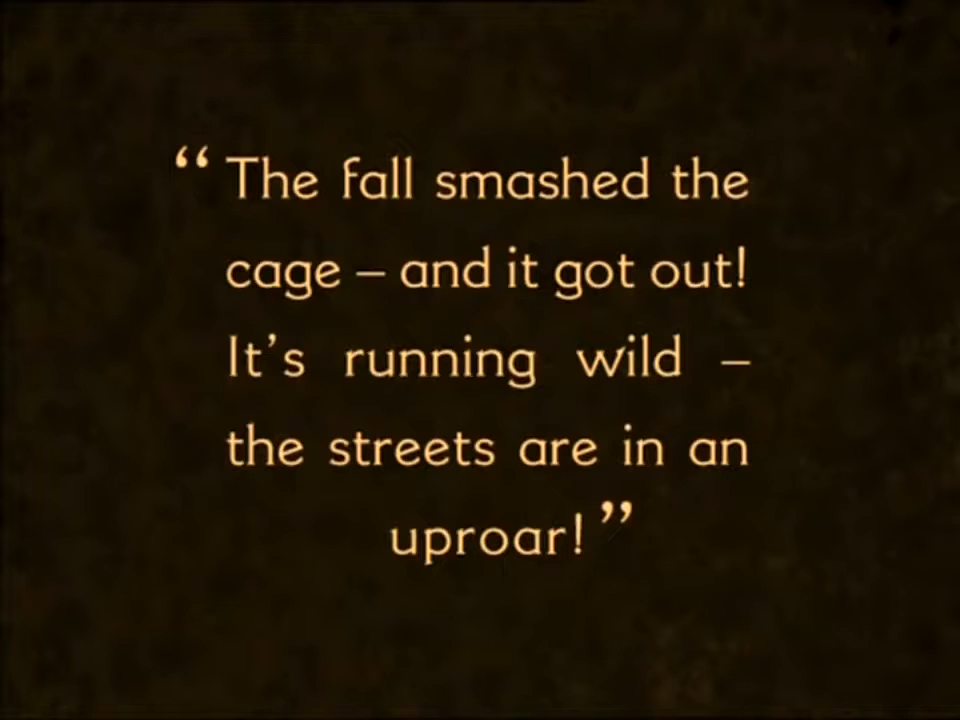 “The fall smashed the
cage – and it got out!
It’s running wild –
the streets are in an
uproar!”